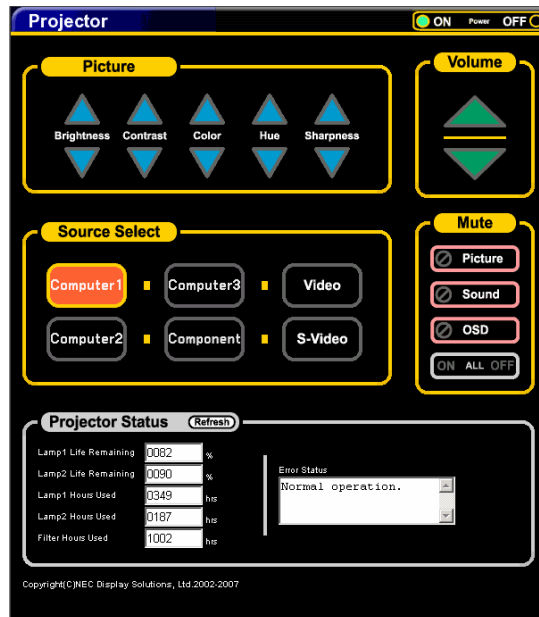 Projector
ON Power OFF
Picture
Brightness Contrast Color Hue Sharpness
Volume
Source Select
Computer1 Computer3 Video
Computer2 Component S-Video
Mute
Picture
Sound
OSD
ON ALL OFF
Projector Status Refresh
Lamp1 Life Remaining 0082 %
Lamp2 Life Remaining 0090 %
Lamp1 Hours Used 0349 hrs
Lamp2 Hours Used 0187 hrs
Filter Hours Used 1002 hrs
Error Status
Normal operation.
Copyright(C)NEC Display Solutions, Ltd.2002-2007